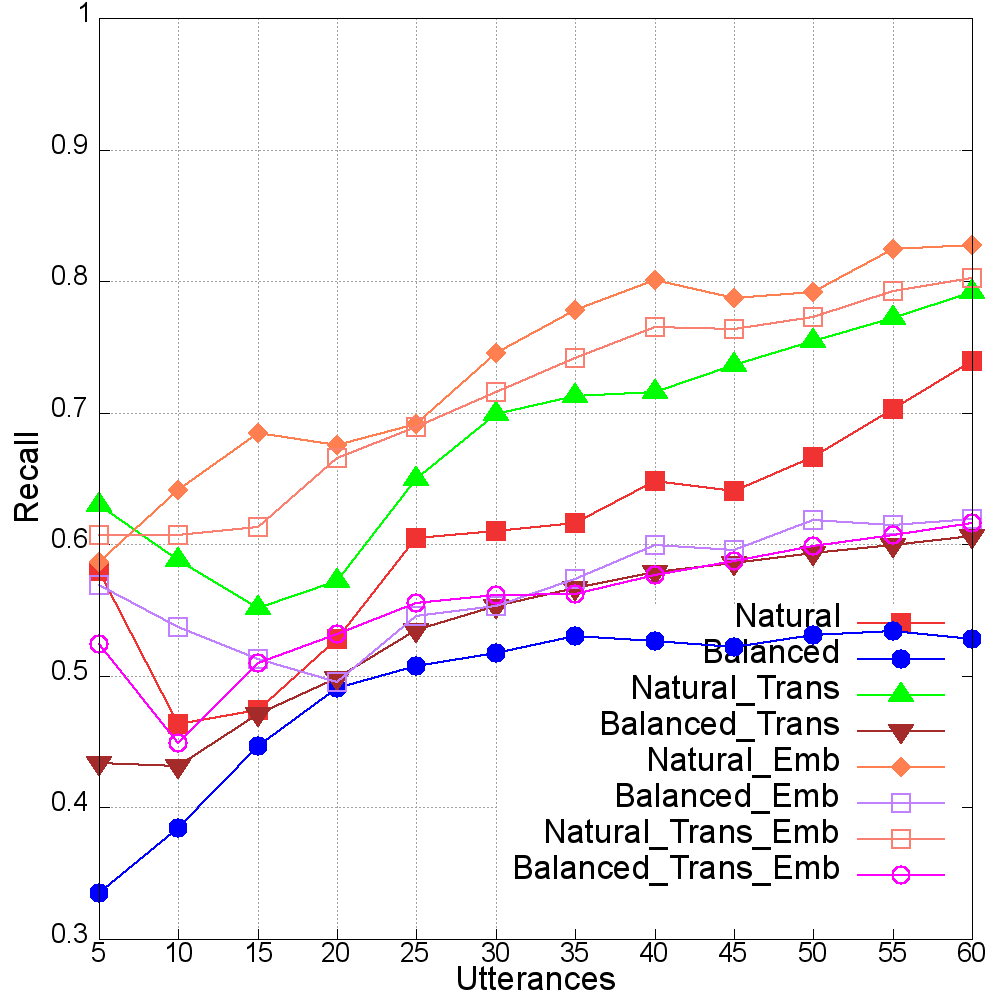 1
0.9
0.8
0.7
0.6
0.5
0.4
0.3
Recall
Natural
Balanced
Natural_Trans
Balanced_Trans
Natural_Emb
Balanced_Emb
Natural_Trans_Emb
Balanced_Trans_Emb
5 10 15 20 25 30 35 40 45 50 55 60
Utterances